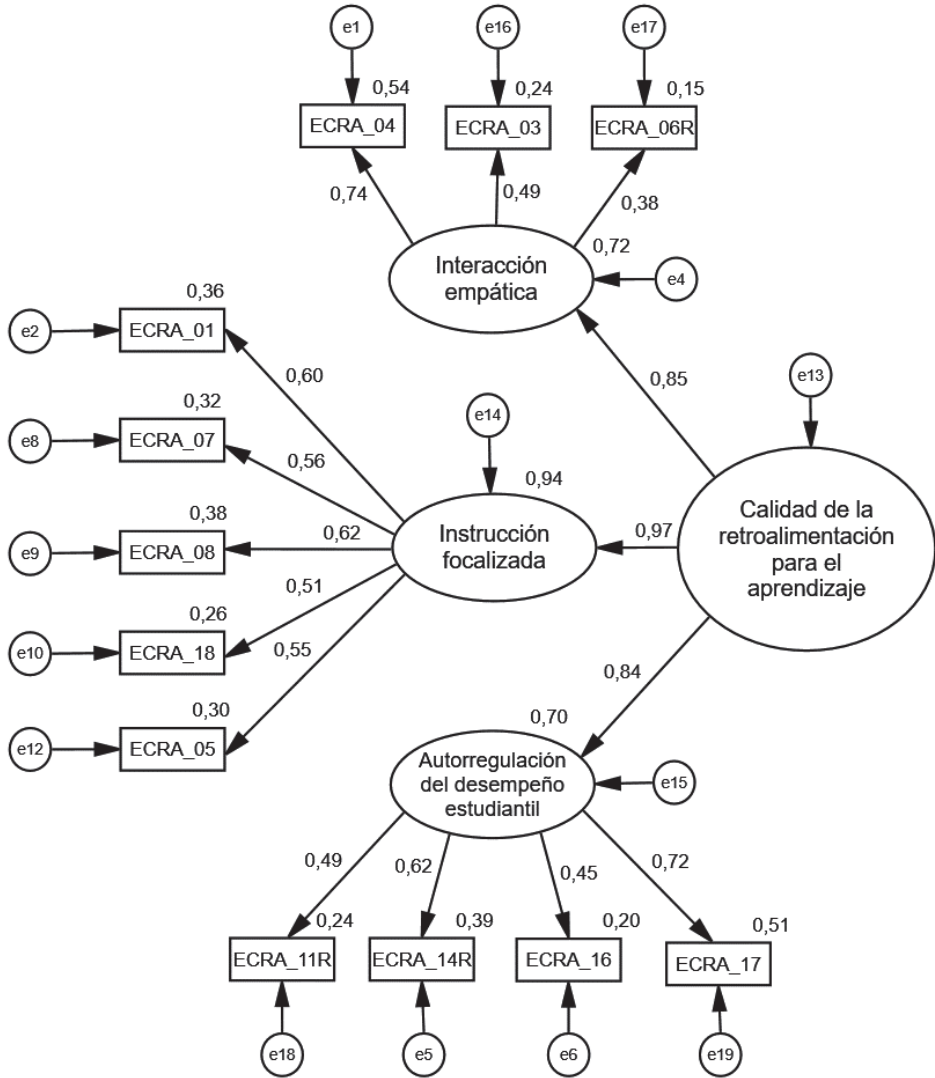 e1
e16
e17
0,54
0,24
0,15
ECRA_04
ECRA_03
ECRA_06R
0,74
0,49
0,38
0,72
Interacción
empática
e4
0,36
e2
ECRA_01
0,60
0,85
e13
0,32
e8
ECRA_07
e14
0,56
0,94
0,38
e9
ECRA_08
0,62
Instrucción
focalizada
0,97
Calidad de la
retroalimentación
para el
aprendizaje
0,51
0,26
e10
ECRA_18
0,55
0,84
0,30
e12
ECRA_05
0,70
Autorregulación
del desempeño
estudiantil
e15
0,49
0,62
0,45
0,72
0,24
0,39
0,20
0,51
ECRA_11R
ECRA_14R
ECRA_16
ECRA_17
e18
e5
e6
e19